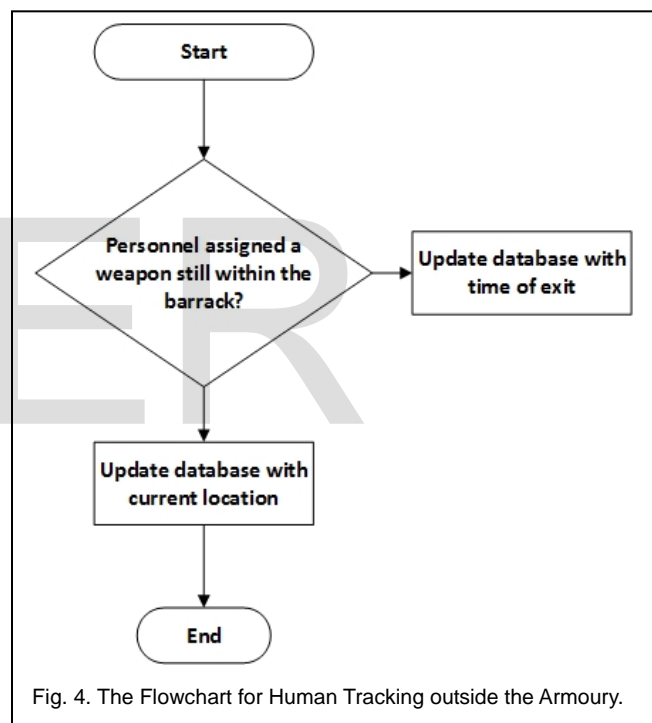 Start
Personnel assigned a
weapon still within the
barrack?
Update database with
time of exit
Update database with
current location
End
Fig. 4. The Flowchart for Human Tracking outside the Armoury.
ER